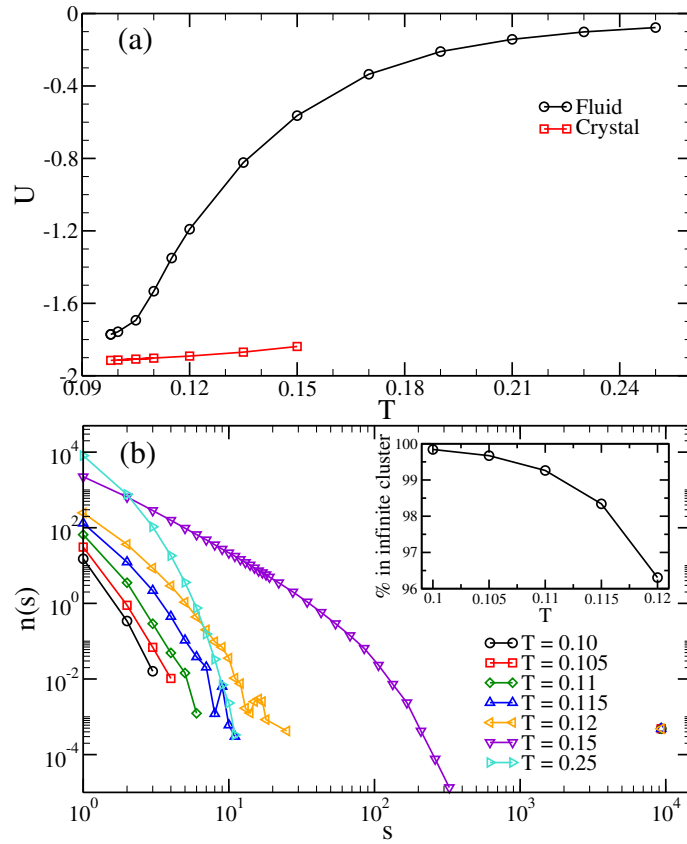 (a)
0
-0.4
-0.8
-1.2
-1.6
-2
U
Fluid
Crystal
0.09 0.12 0.15 0.18 0.21 0.24
T
(b)
10^4
10^2
10^0
10^-2
10^-4
n(s)
100
99
98
97
96
% in infinite cluster
0.1 0.105 0.11 0.115 0.12
T
T = 0.10
T = 0.105
T = 0.11
T = 0.115
T = 0.12
T = 0.15
T = 0.25
10^0 10^1 10^2 10^3 10^4
s